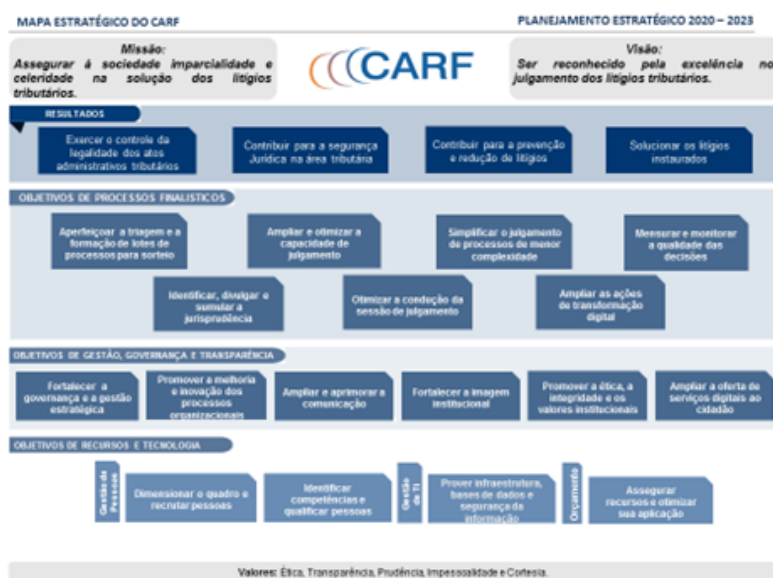 MAPA ESTRATÉGICO DO CARF
PLANEJAMENTO ESTRATÉGICO 2020 – 2023
Missão:
Assegurar à sociedade imparcialidade e
celeridade na solução dos litígios
tributários.
CARF
Visão:
Ser reconhecido pela excelência no
julgamento dos litígios tributários.
RESULTADOS
Exercer o controle da
legalidade dos atos
administrativos tributários
Contribuir para a segurança
Jurídica na área tributária
Contribuir para a prevenção
e redução de litígios
Solucionar os litígios
instaurados
OBJETIVOS DE PROCESSOS FINALISTICOS
Aperfeiçoar a triagem e a
formação de lotes de
processos para sorteio
Ampliar e otimizar a
capacidade de
julgamento
Simplificar o julgamento
de processos de menor
complexidade
Mensurar e monitorar
a qualidade das
decisões
Identificar, divulgar e
sumular a
jurisprudência
Otimizar a condução da
sessão de julgamento
Ampliar as ações
de transformação
digital
OBJETIVOS DE GESTÃO, GOVERNANÇA E TRANSPARÊNCIA
Fortalecer a
governança e a gestão
estratégica
Promover a melhoria
e inovação dos
processos
organizacionais
Ampliar e aprimorar a
comunicação
Fortalecer a imagem
institucional
Promover a ética, a
integridade e os
valores institucionais
Ampliar a oferta de
serviços digitais ao
cidadão
OBJETIVOS DE RECURSOS E TECNOLOGIA
Gestão de
Pessoas
Dimensionar o quadro e
recrutar pessoas
Identificar
competências e
qualificar pessoas
Gestão
de TI
Prover infraestrutura,
bases de dados e
segurança da
informação
Orçamento
Assegurar
recursos e otimizar
sua aplicação
Valores: Ética, Transparência, Prudência, Impessoalidade e Cortesia.